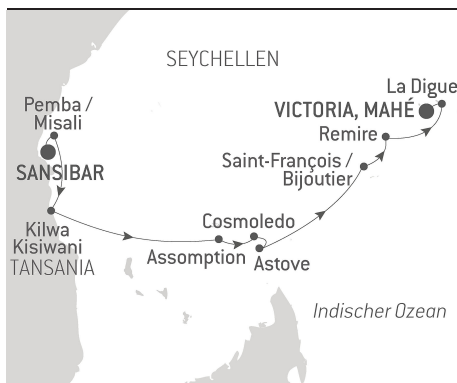 SEYCHELLEN
La Digue
VICTORIA, MAHÉ
Remire
Saint-François /
Bijoutier
Pemba /
Misali
SANSIBAR
Kilwa
Kisiwani
TANSANIA
Cosmoledo
Assomption
Astove
Indischer Ozean